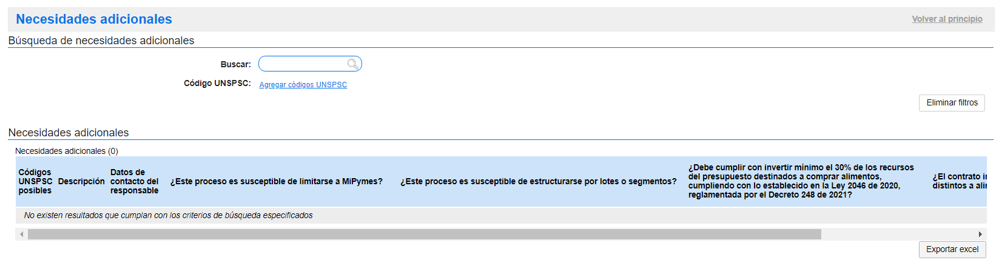 Necesidades adicionales
Volver al principio
Búsqueda de necesidades adicionales
Buscar:
Código UNSPSC:
Agregar códigos UNSPSC
Eliminar filtros
Necesidades adicionales
Necesidades adicionales (0)
Códigos
UNSPSC
posibles
Descripción
Datos de
contacto del
responsable
¿Este proceso es susceptible de limitarse a MiPymes?
¿Este proceso es susceptible de estructurarse por lotes o segmentos?
¿Debe cumplir con invertir mínimo el 30% de los recursos
del presupuesto destinados a comprar alimentos,
cumpliendo con lo establecido en la Ley 2046 de 2020,
reglamentada por el Decreto 248 de 2021?
¿El contrato
distintos a
No existen resultados que cumplan con los criterios de búsqueda especificados
Exportar excel